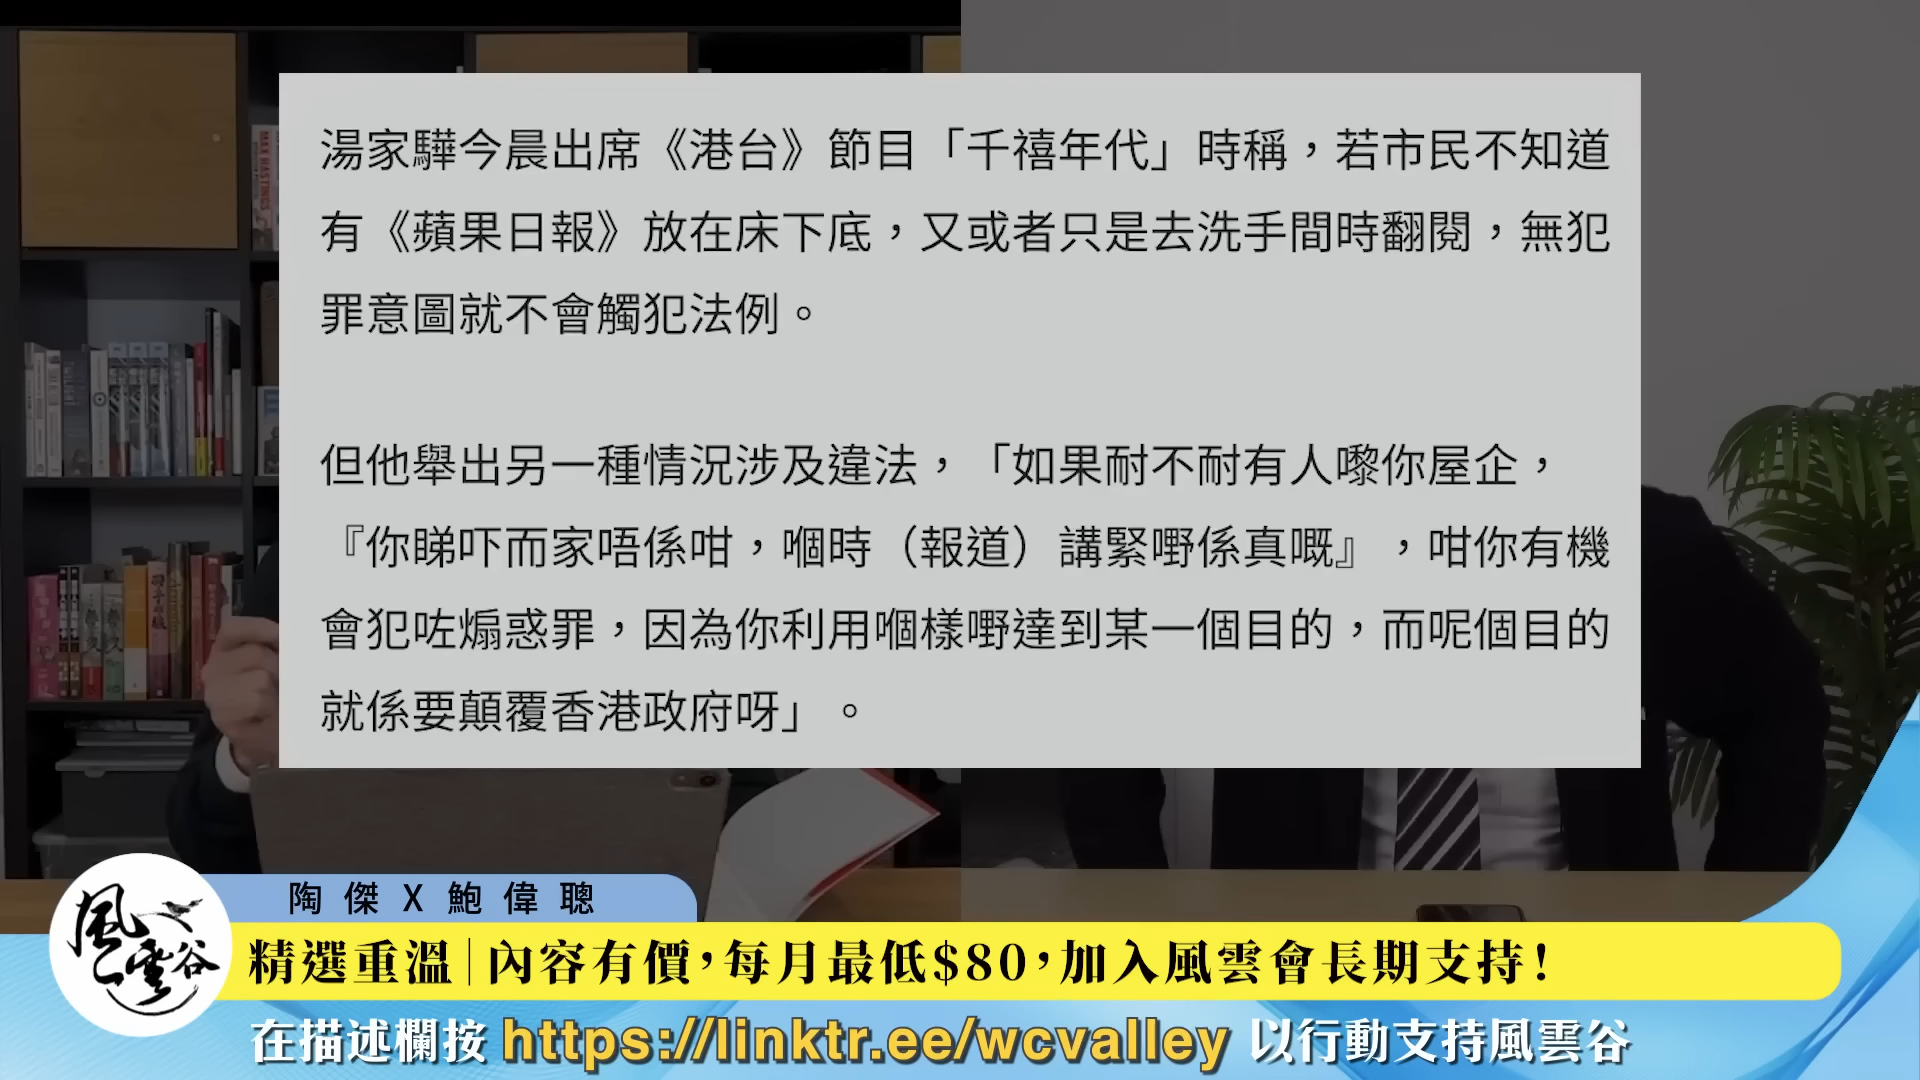 湯家驊今晨出席《港台》節目「千禧年代」時稱，若市民不知道
有《蘋果日報》放在床下底，又或者只是去洗手間時翻閱，無犯
罪意圖就不會觸犯法例。
但他舉出另一種情況涉及違法，「如果耐不耐有人嚟你屋企，
『你睇吓而家唔係咁，嗰時（報道）講緊嘢係真嘅』，咁你有機
會犯咗煽惑罪，因為你利用嗰樣嘢達到某一個目的，而呢個目的
就係要顛覆香港政府呀」。
陶傑X鮑偉聰
風雲谷
精選重溫|內容有價，每月最低$80，加入風雲會長期支持！
在描述欄按 https://linktr.ee/wcvalley 以行動支持風雲谷
MAX HASTINGS